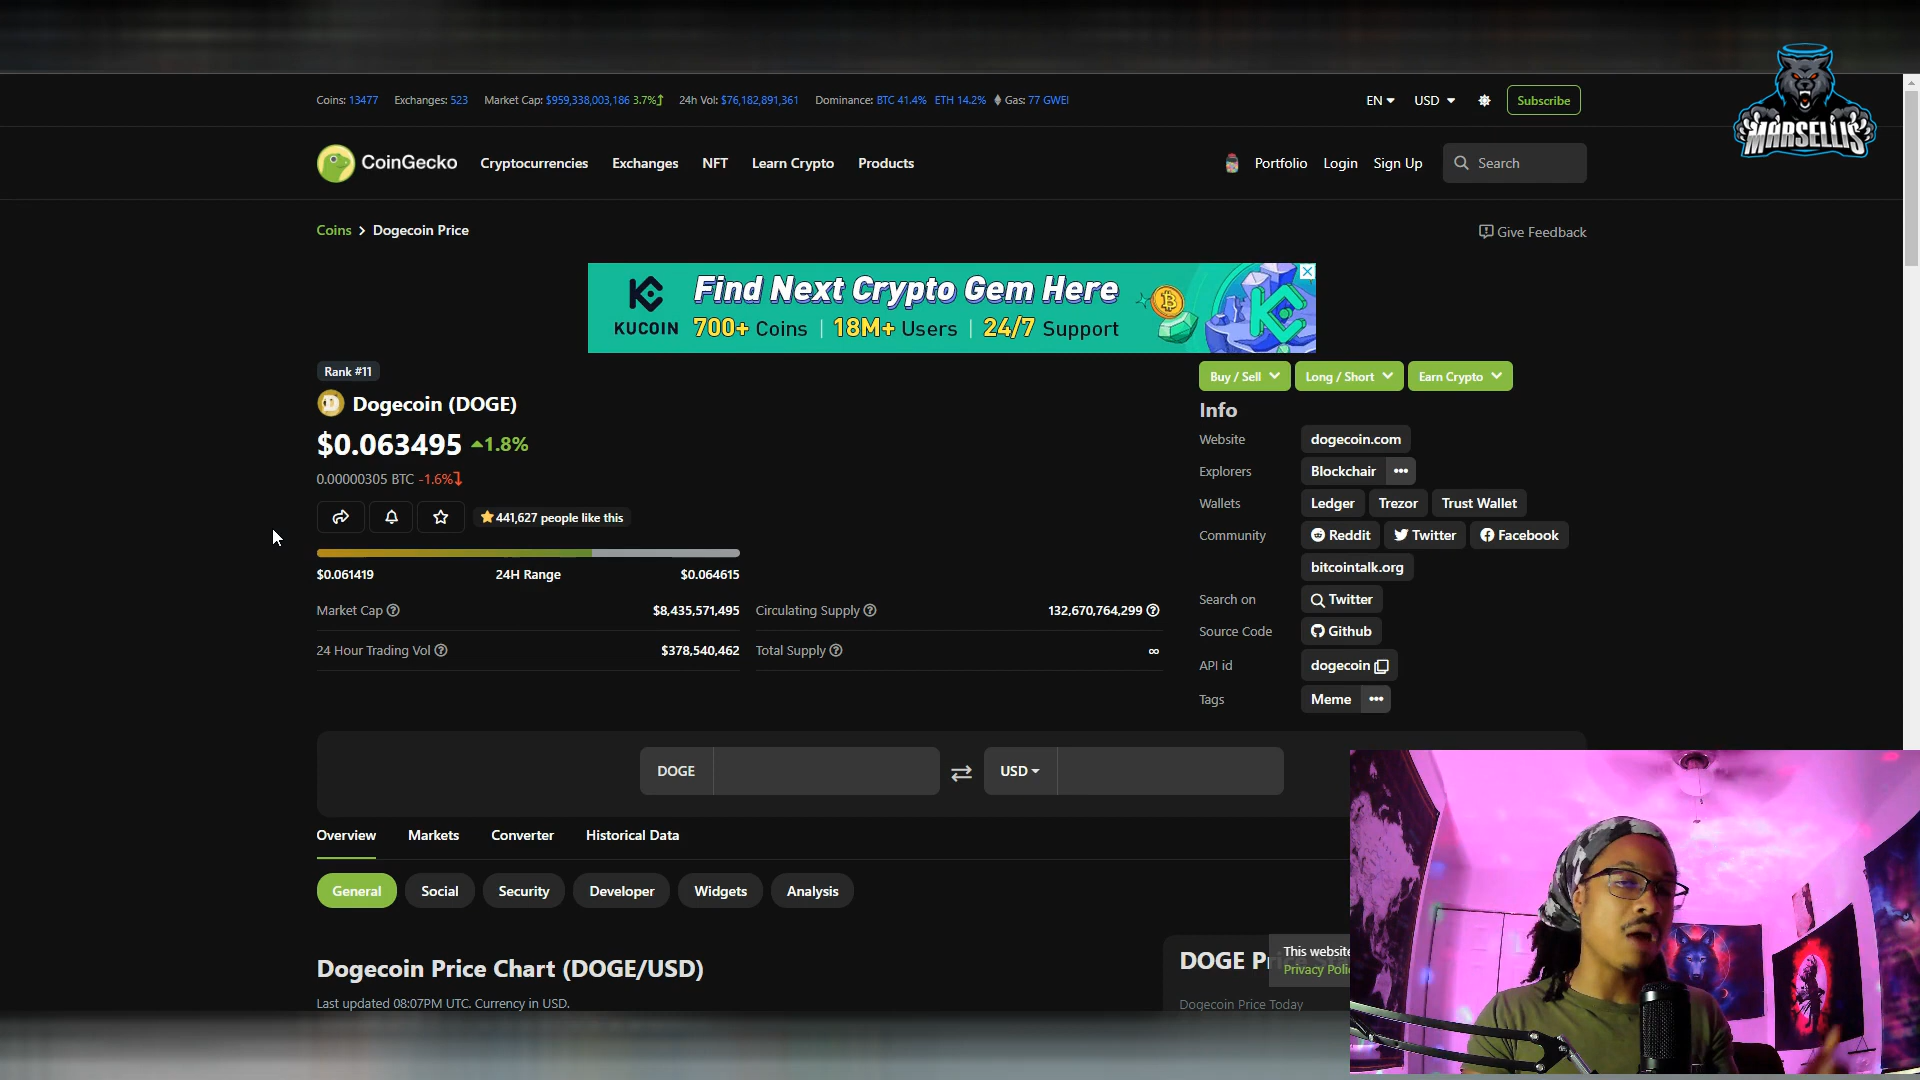 Coins: 13477 Exchanges: 523 Market Cap: $959,338,003,186 3.7% 24h Vol: $76,182,891,361 Dominance: BTC 41.4% ETH 14.2% Gas: 77 GWEI
EN USD Subscribe
MARSELLIS
CoinGecko Cryptocurrencies Exchanges NFT Learn Crypto Products
Portfolio Login Sign Up Search
Coins > Dogecoin Price
Give Feedback
Find Next Crypto Gem Here
KUCOIN 700+ Coins | 18M+ Users | 24/7 Support
Rank #11
Buy / Sell Long / Short Earn Crypto
Dogecoin (DOGE)
$0.063495 1.8%
0.00000305 BTC -1.6%
441,627 people like this
$0.061419 24H Range $0.064615
Market Cap $8,435,571,495 Circulating Supply 132,670,764,299
24 Hour Trading Vol $378,540,462 Total Supply ∞
Info
Website dogecoin.com
Explorers Blockchair •••
Wallets Ledger Trezor Trust Wallet
Community Reddit Twitter Facebook
bitcointalk.org
Search on Twitter
Source Code Github
API id dogecoin
Tags Meme •••
DOGE USD
Overview Markets Converter Historical Data
General Social Security Developer Widgets Analysis
Dogecoin Price Chart (DOGE/USD)
Last updated 08:07PM UTC. Currency in USD.
DOGE
This website
Privacy
Dogecoin Price Today